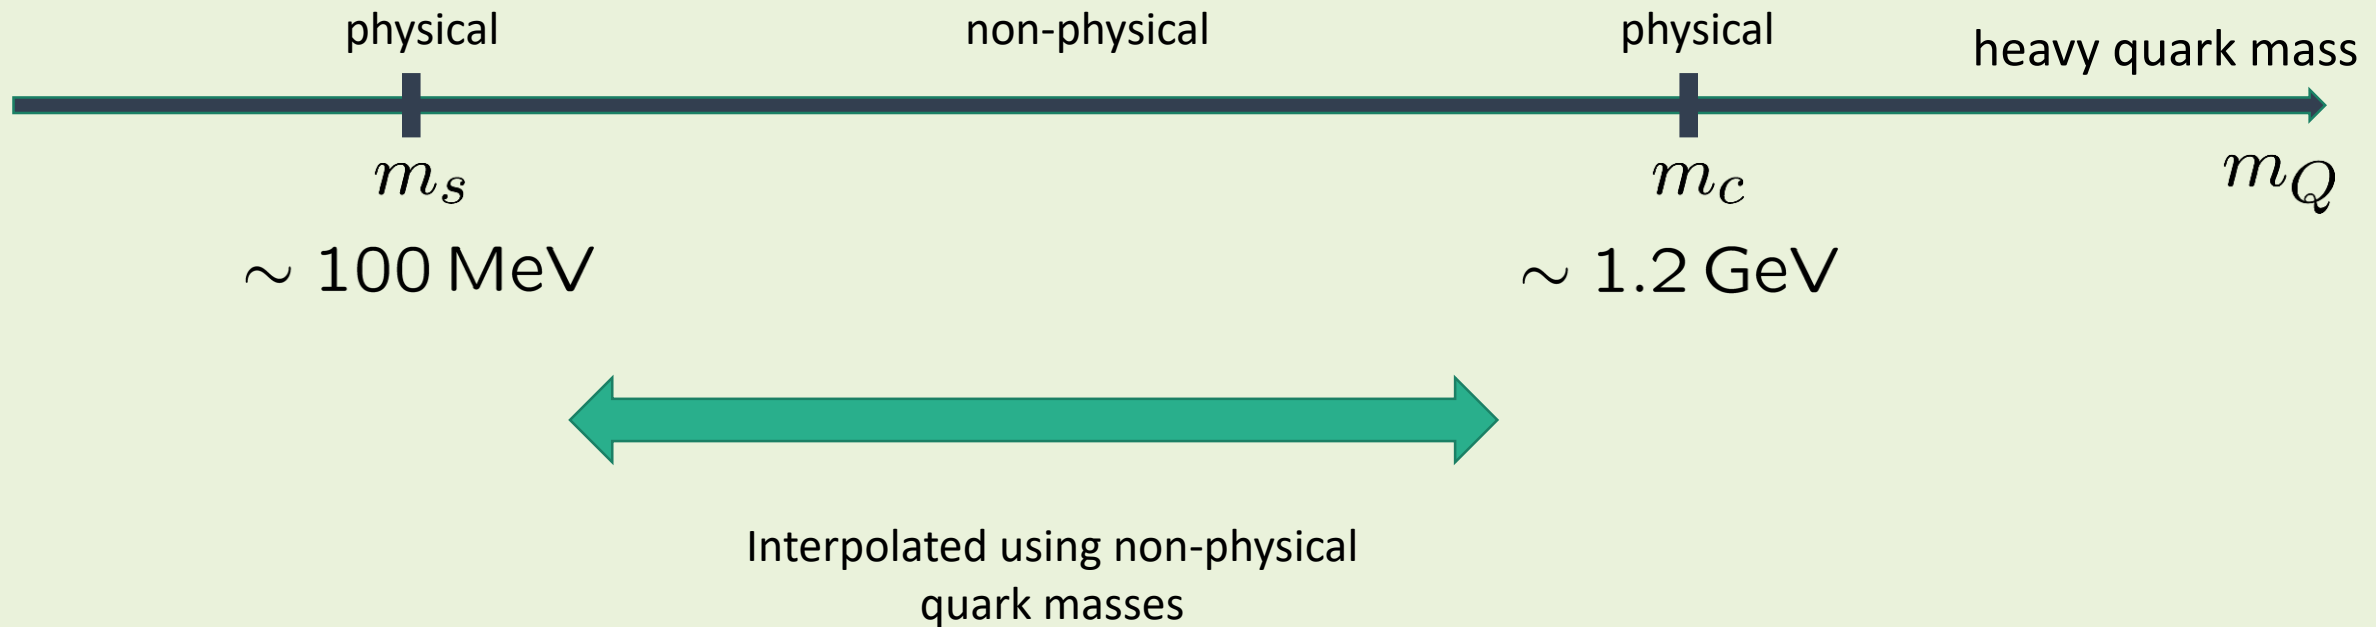 physical
non-physical
physical
heavy quark mass
m_s
m_c
m_Q
∼ 100 MeV
∼ 1.2 GeV
Interpolated using non-physical
quark masses